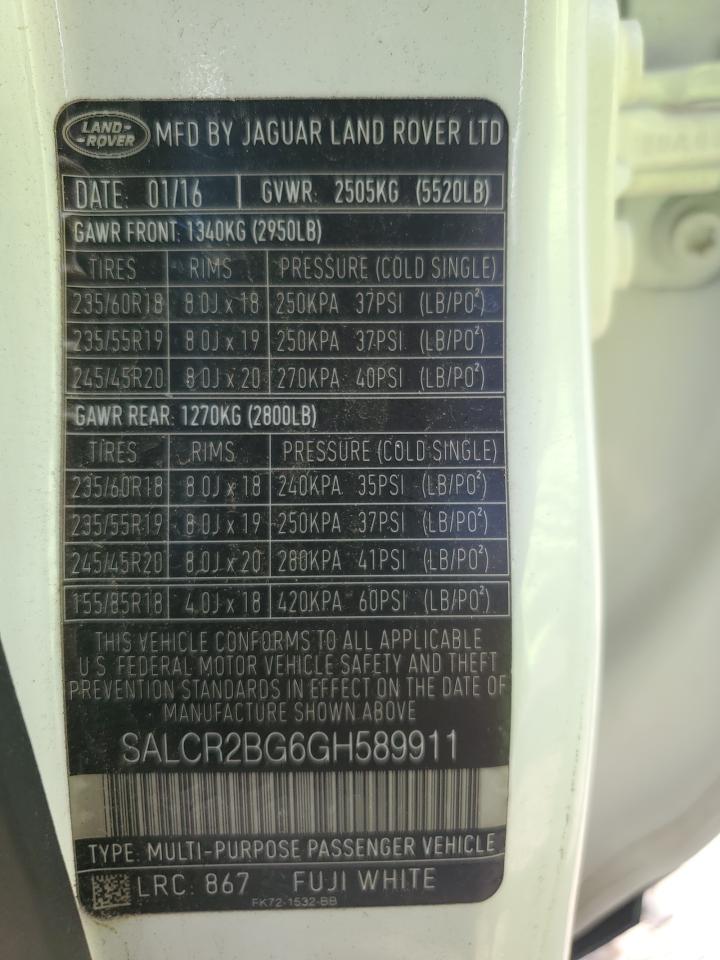 LAND-
-ROVER
MFD BY JAGUAR LAND ROVER LTD
DATE: 01/16 GVWR: 2505KG (5520LB)
GAWR FRONT: 1340KG (2950LB)
TIRES RIMS PRESSURE (COLD SINGLE)
235/60R18 8.0J x 18 250KPA 37PSI (LB/PO²)
235/55R19 8.0J x 19 250KPA 37PSI (LB/PO²)
245/45R20 8.0J x 20 270KPA 40PSI (LB/PO²)
GAWR REAR: 1270KG (2800LB)
TIRES RIMS PRESSURE (COLD SINGLE)
235/60R18 8.0J x 18 240KPA 35PSI (LB/PO²)
235/55R19 8.0J x 19 250KPA 37PSI (LB/PO²)
245/45R20 8.0J x 20 280KPA 41PSI (LB/PO²)
155/85R18 4.0J x 18 420KPA 60PSI (LB/PO²)
THIS VEHICLE CONFORMS TO ALL APPLICABLE
U.S. FEDERAL MOTOR VEHICLE SAFETY AND THEFT
PREVENTION STANDARDS IN EFFECT ON THE DATE OF
MANUFACTURE SHOWN ABOVE
SALCR2BG6GH589911
TYPE: MULTI-PURPOSE PASSENGER VEHICLE
LRC: 867 FUJI WHITE
FK72-1532-BB